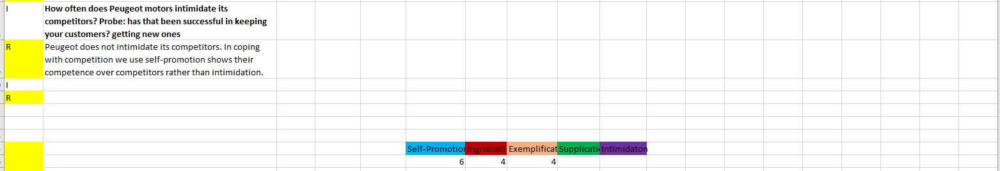 I How often does Peugeot motors intimidate its
competitors? Probe: has that been successful in keeping
your customers? getting new ones
R Peugeot does not intimidate its competitors. In coping
with competition we use self-promotion shows their
competence over competitors rather than intimidation.
I
R
Self-Promotion Ingriatiati Exemplificat Supplicati Intimidaton
6 4 4